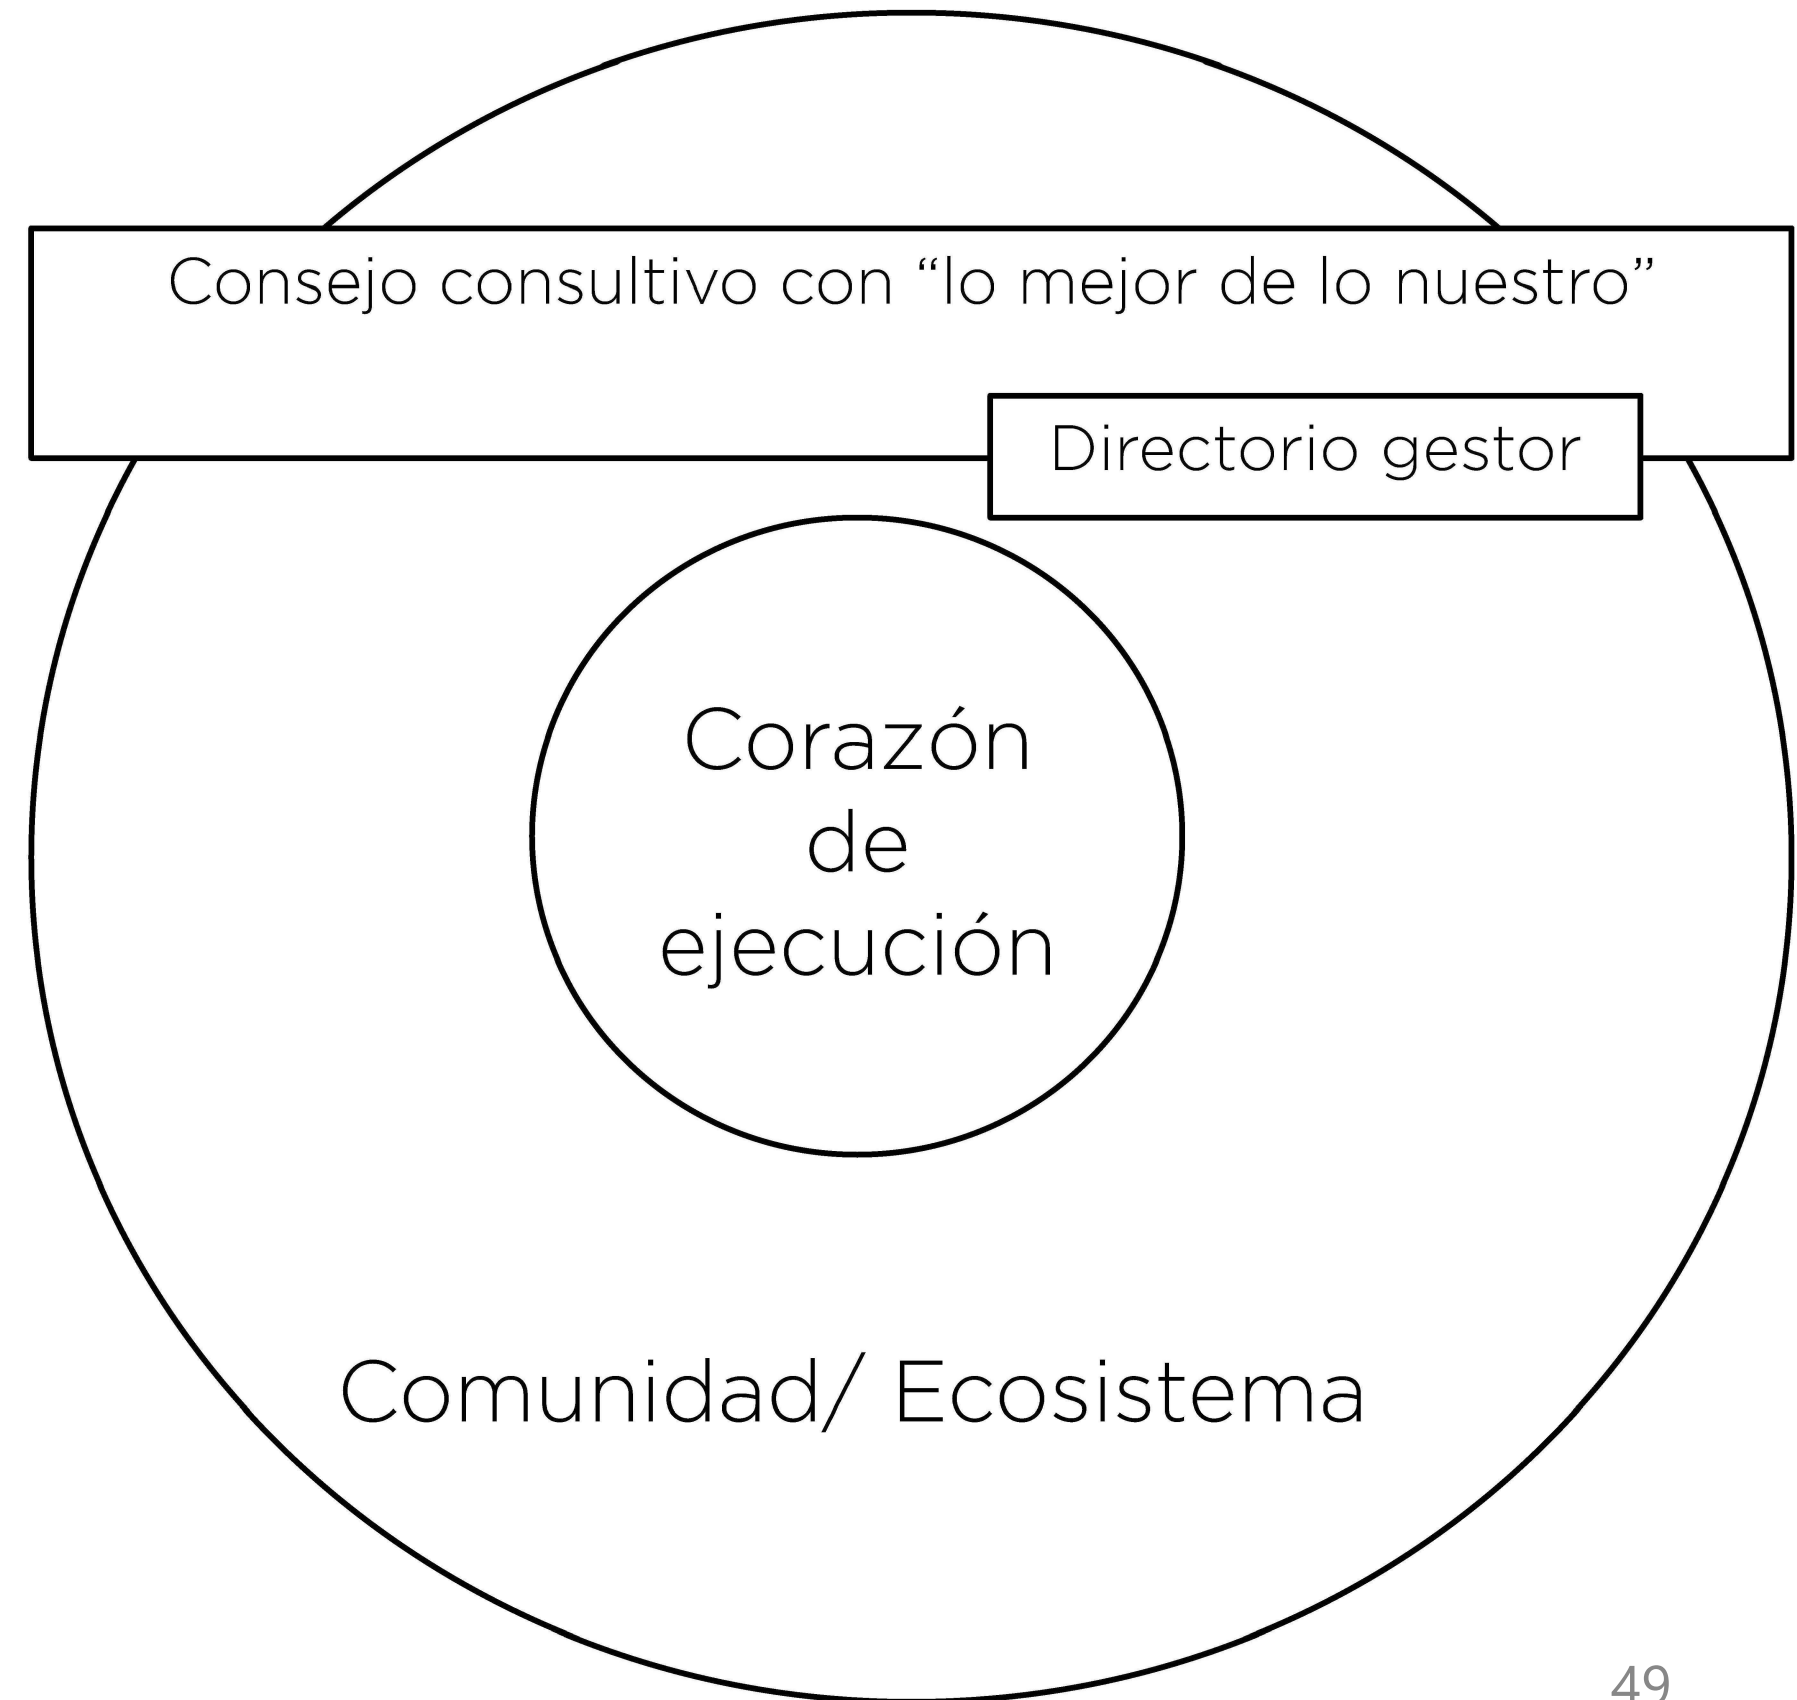 Consejo consultivo con “lo mejor de lo nuestro”
Directorio gestor
Corazón
de
ejecución
Comunidad/ Ecosistema
49